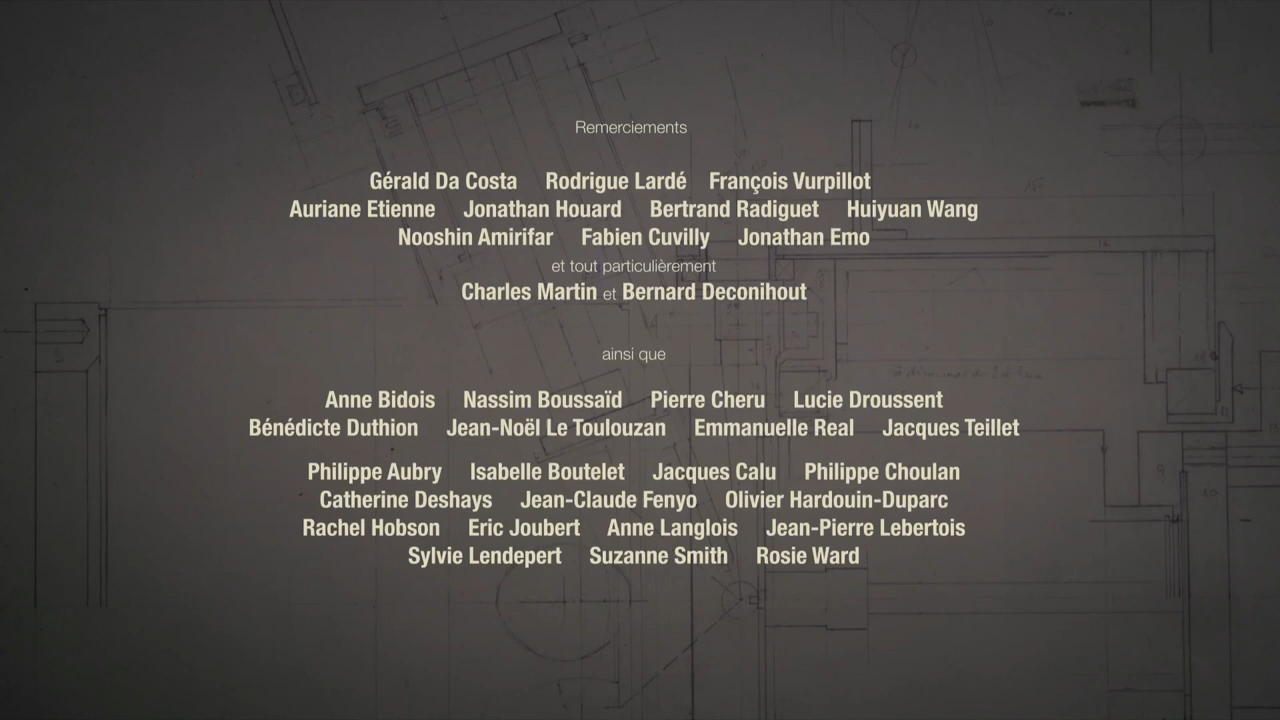 Remerciements
Gérald Da Costa Rodrigue Lardé François Vurpillot
Auriane Etienne Jonathan Houard Bertrand Radiguet Huiyuan Wang
Nooshin Amirifar Fabien Cuvilly Jonathan Emo
et tout particulièrement
Charles Martin et Bernard Deconihout
ainsi que
Anne Bidois Nassim Boussaïd Pierre Cheru Lucie Droussent
Bénédicte Duthion Jean-Noël Le Toulouzan Emmanuelle Real Jacques Teillet
Philippe Aubry Isabelle Boutelet Jacques Calu Philippe Choulan
Catherine Deshays Jean-Claude Fenyo Olivier Hardouin-Duparc
Rachel Hobson Eric Joubert Anne Langlois Jean-Pierre Lebertois
Sylvie Lendepert Suzanne Smith Rosie Ward